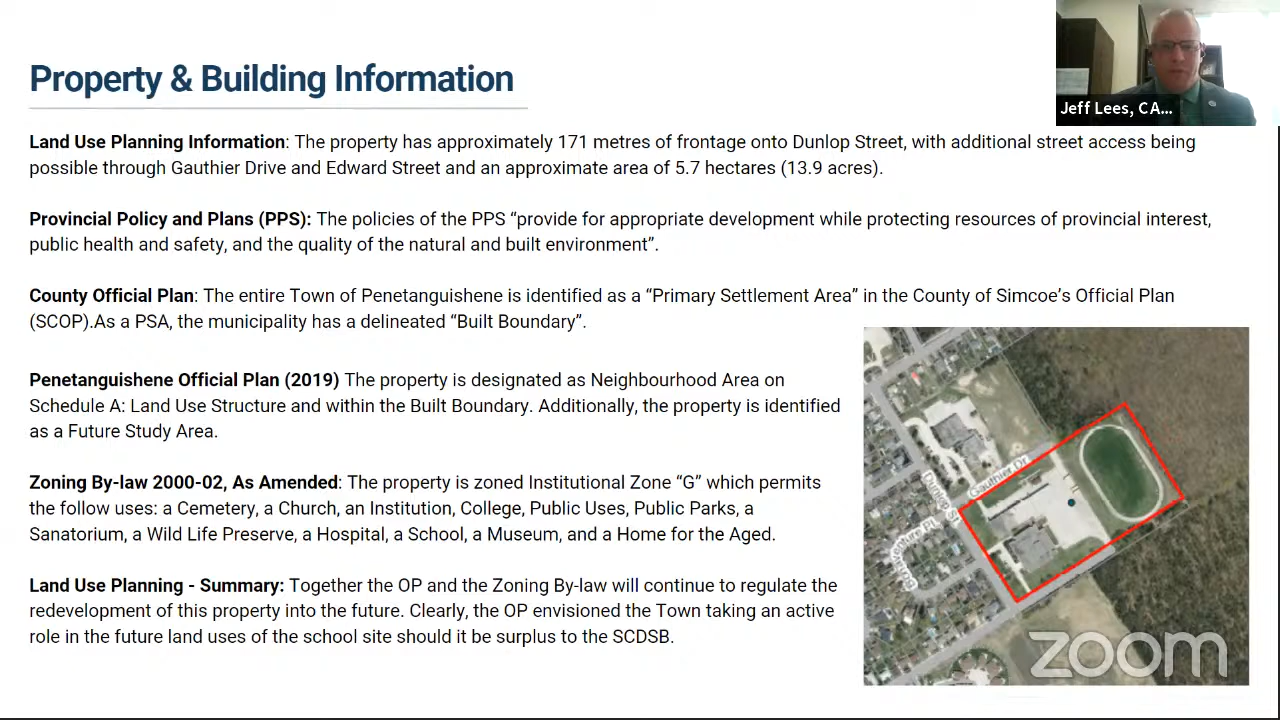 Property & Building Information
Jeff Lees, CA...
Land Use Planning Information: The property has approximately 171 metres of frontage onto Dunlop Street, with additional street access being
possible through Gauthier Drive and Edward Street and an approximate area of 5.7 hectares (13.9 acres).
Provincial Policy and Plans (PPS): The policies of the PPS “provide for appropriate development while protecting resources of provincial interest,
public health and safety, and the quality of the natural and built environment”.
County Official Plan: The entire Town of Penetanguishene is identified as a “Primary Settlement Area” in the County of Simcoe’s Official Plan
(SCOP).As a PSA, the municipality has a delineated “Built Boundary”.
Penetanguishene Official Plan (2019) The property is designated as Neighbourhood Area on
Schedule A: Land Use Structure and within the Built Boundary. Additionally, the property is identified
as a Future Study Area.
Zoning By-law 2000-02, As Amended: The property is zoned Institutional Zone “G” which permits
the follow uses: a Cemetery, a Church, an Institution, College, Public Uses, Public Parks, a
Sanatorium, a Wild Life Preserve, a Hospital, a School, a Museum, and a Home for the Aged.
Land Use Planning - Summary: Together the OP and the Zoning By-law will continue to regulate the
redevelopment of this property into the future. Clearly, the OP envisioned the Town taking an active
role in the future land uses of the school site should it be surplus to the SCDSB.
Gauthier Dr
Dunlop St
Bonaventure Pl
zoom